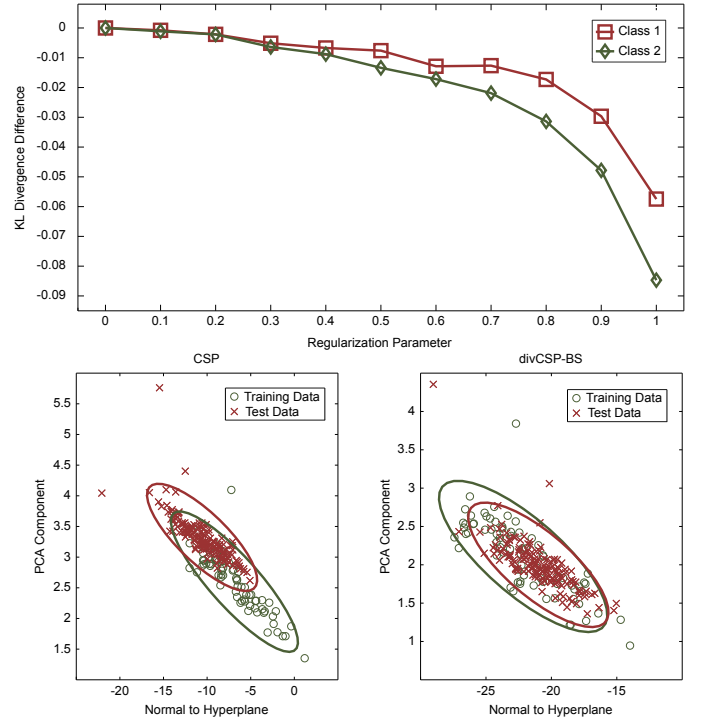 0
-0
-0.01
-0.02
-0.03
-0.04
-0.05
-0.06
-0.07
-0.08
-0.09
KL Divergence Difference
Class 1
Class 2
0 0.1 0.2 0.3 0.4 0.5 0.6 0.7 0.8 0.9 1
Regularization Parameter
CSP
5.5
5
4.5
4
3.5
3
2.5
2
1.5
PCA Component
Training Data
Test Data
-20 -15 -10 -5 0
Normal to Hyperplane
divCSP-BS
4
3.5
3
2.5
2
1.5
1
PCA Component
Training Data
Test Data
-25 -20 -15
Normal to Hyperplane